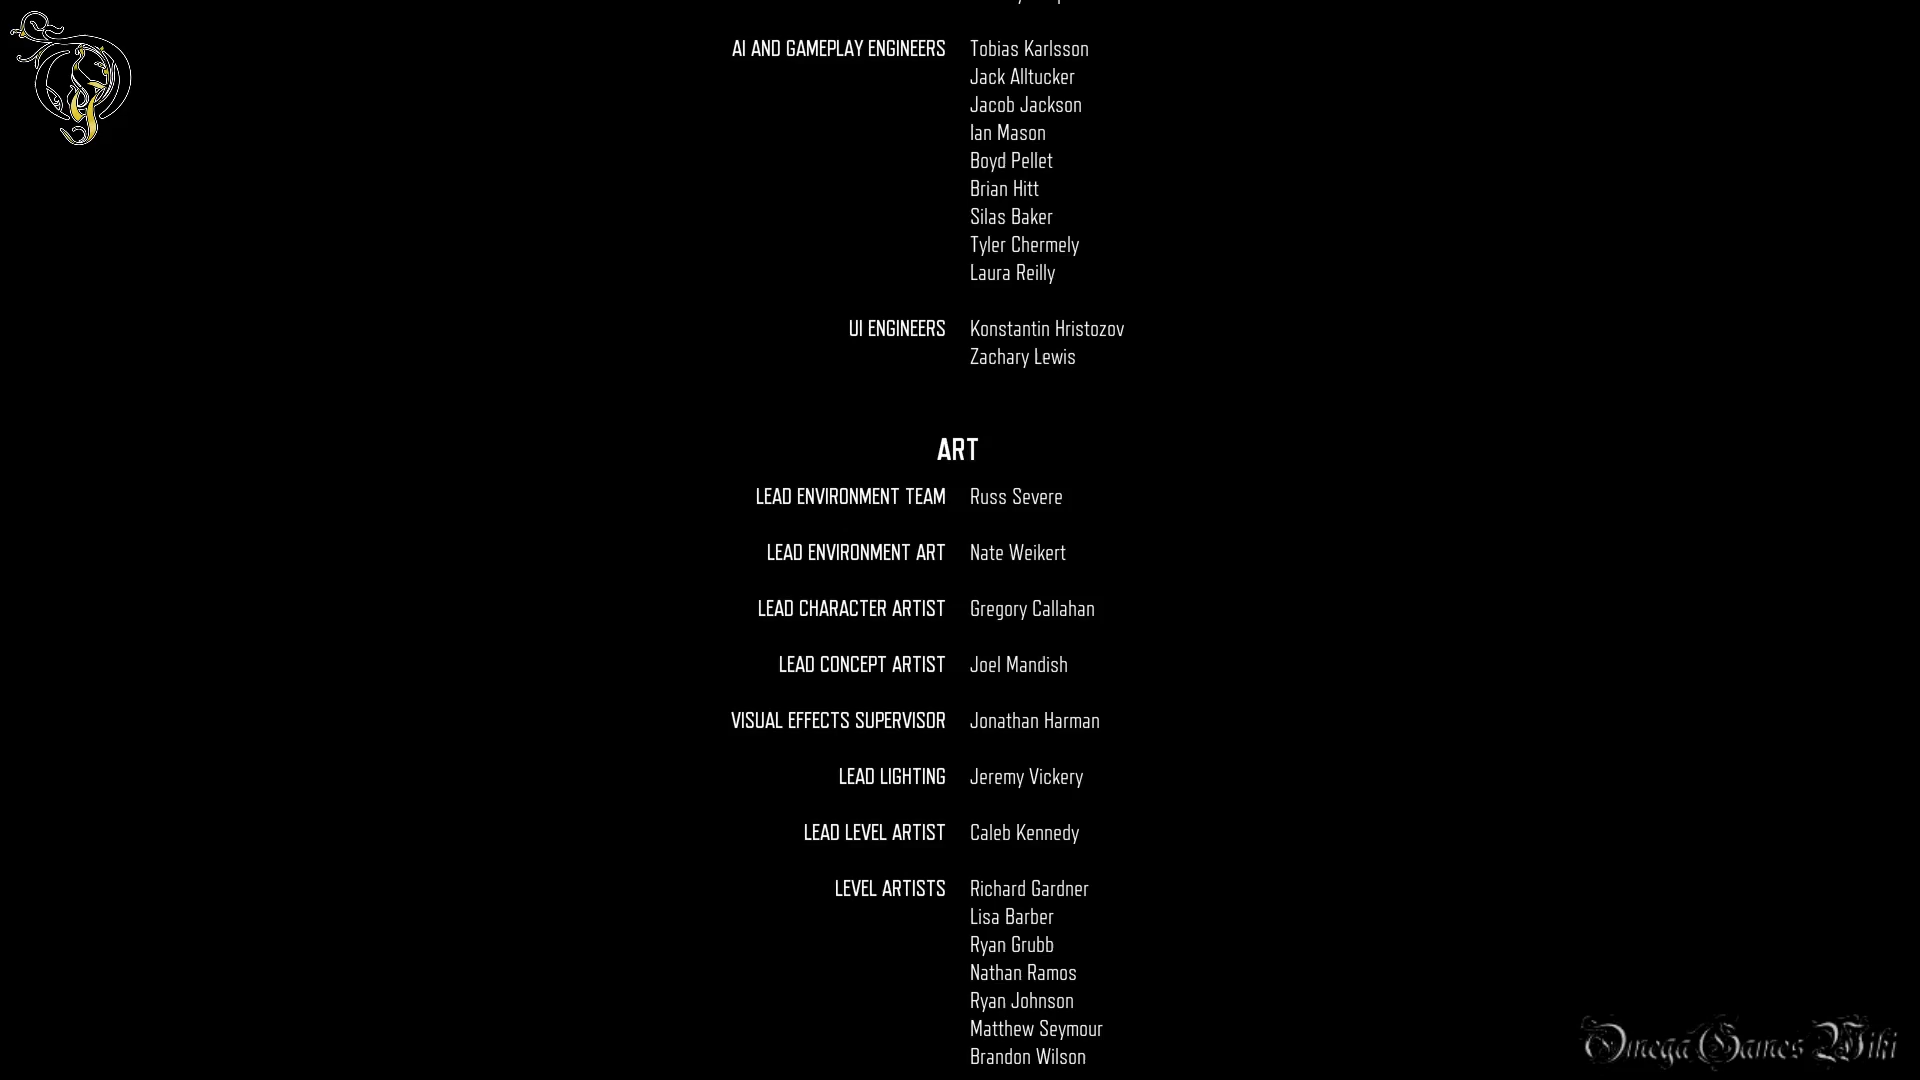 AI AND GAMEPLAY ENGINEERS Tobias Karlsson
Jack Alltucker
Jacob Jackson
Ian Mason
Boyd Pellet
Brian Hitt
Silas Baker
Tyler Chermely
Laura Reilly
UI ENGINEERS Konstantin Hristozov
Zachary Lewis
ART
LEAD ENVIRONMENT TEAM Russ Severe
LEAD ENVIRONMENT ART Nate Weikert
LEAD CHARACTER ARTIST Gregory Callahan
LEAD CONCEPT ARTIST Joel Mandish
VISUAL EFFECTS SUPERVISOR Jonathan Harman
LEAD LIGHTING Jeremy Vickery
LEAD LEVEL ARTIST Caleb Kennedy
LEVEL ARTISTS Richard Gardner
Lisa Barber
Ryan Grubb
Nathan Ramos
Ryan Johnson
Matthew Seymour
Brandon Wilson
Omega Games Wiki